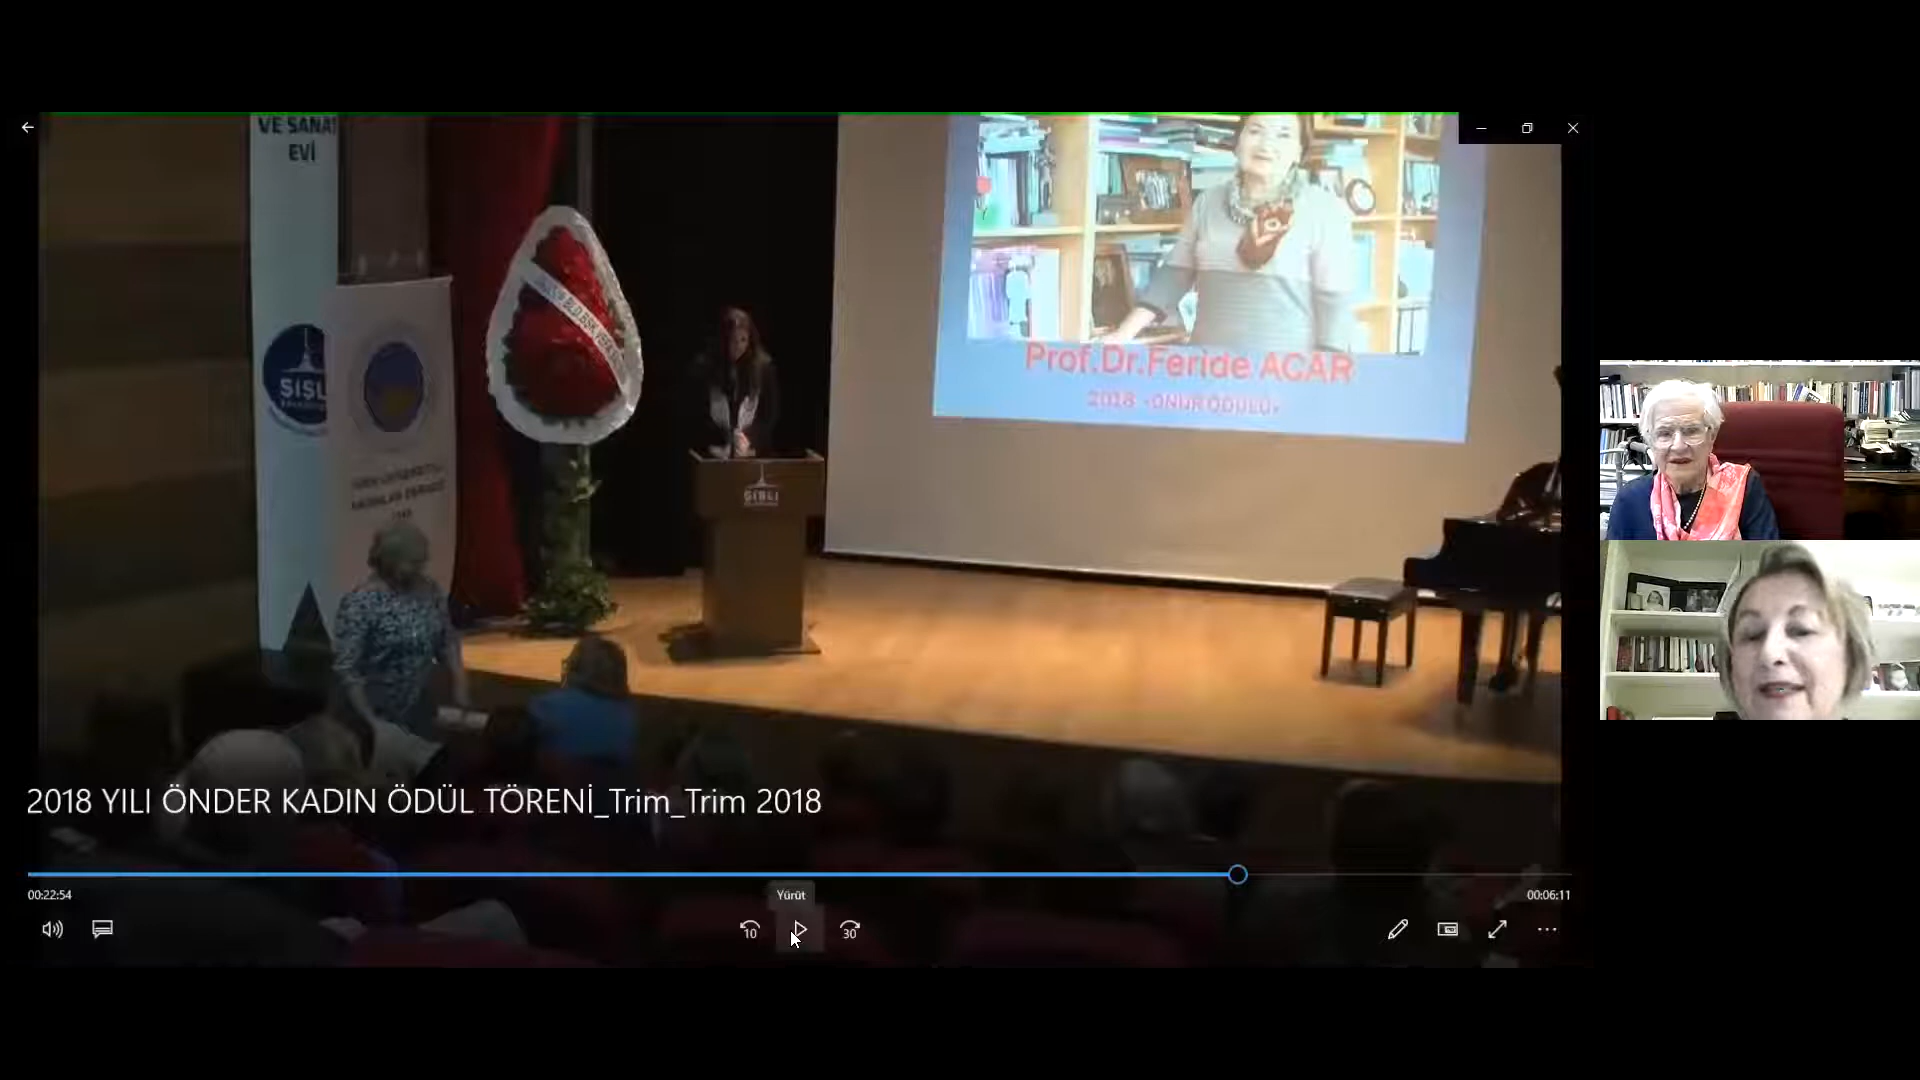 VE SANAT
EVİ
ŞİŞLİ
ŞİŞLİ
Prof.Dr.Feride ACAR
2018 -ONUR ÖDÜLÜ-
2018 YILI ÖNDER KADIN ÖDÜL TÖRENİ_Trim_Trim 2018
00:22:54
Yürüt
00:06:11
10
30